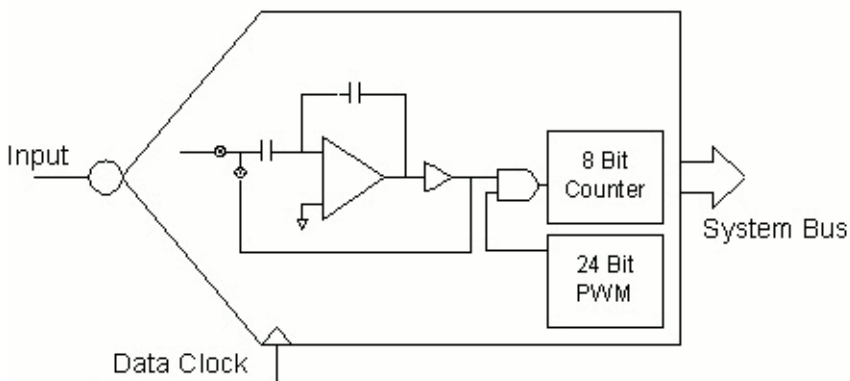 Input
8 Bit
Counter
System Bus
24 Bit
PWM
Data Clock